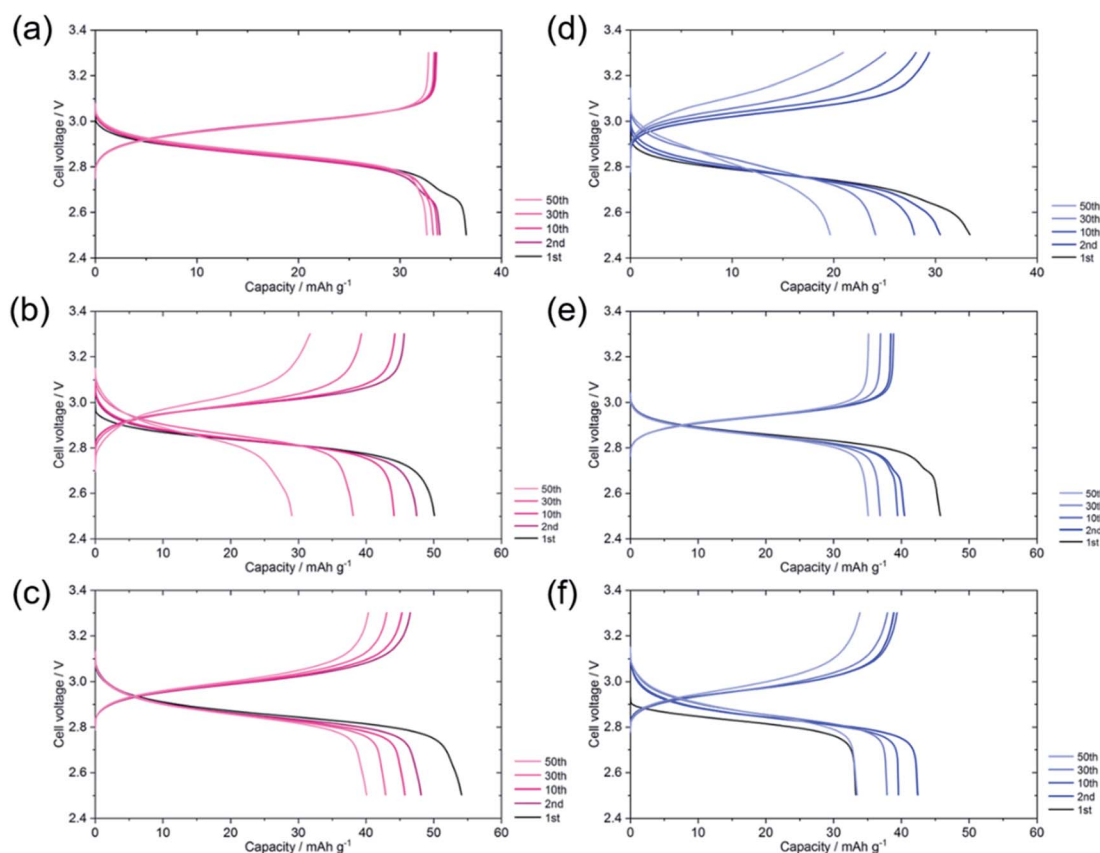 (a)
3.4
3.2
3.0
2.8
2.6
2.4
Cell voltage / V
0 10 20 30 40
Capacity / mAh g⁻¹
50th
30th
10th
2nd
1st
(d)
3.4
3.2
3.0
2.8
2.6
2.4
Cell voltage / V
0 10 20 30 40
Capacity / mAh g⁻¹
50th
30th
10th
2nd
1st
(b)
3.4
3.2
3.0
2.8
2.6
2.4
Cell voltage / V
0 10 20 30 40 50 60
Capacity / mAh g⁻¹
50th
30th
10th
2nd
1st
(e)
3.4
3.2
3.0
2.8
2.6
2.4
Cell voltage / V
0 10 20 30 40 50 60
Capacity / mAh g⁻¹
50th
30th
10th
2nd
1st
(c)
3.4
3.2
3.0
2.8
2.6
2.4
Cell voltage / V
0 10 20 30 40 50 60
Capacity / mAh g⁻¹
50th
30th
10th
2nd
1st
(f)
3.4
3.2
3.0
2.8
2.6
2.4
Cell voltage / V
0 10 20 30 40 50 60
Capacity / mAh g⁻¹
50th
30th
10th
2nd
1st